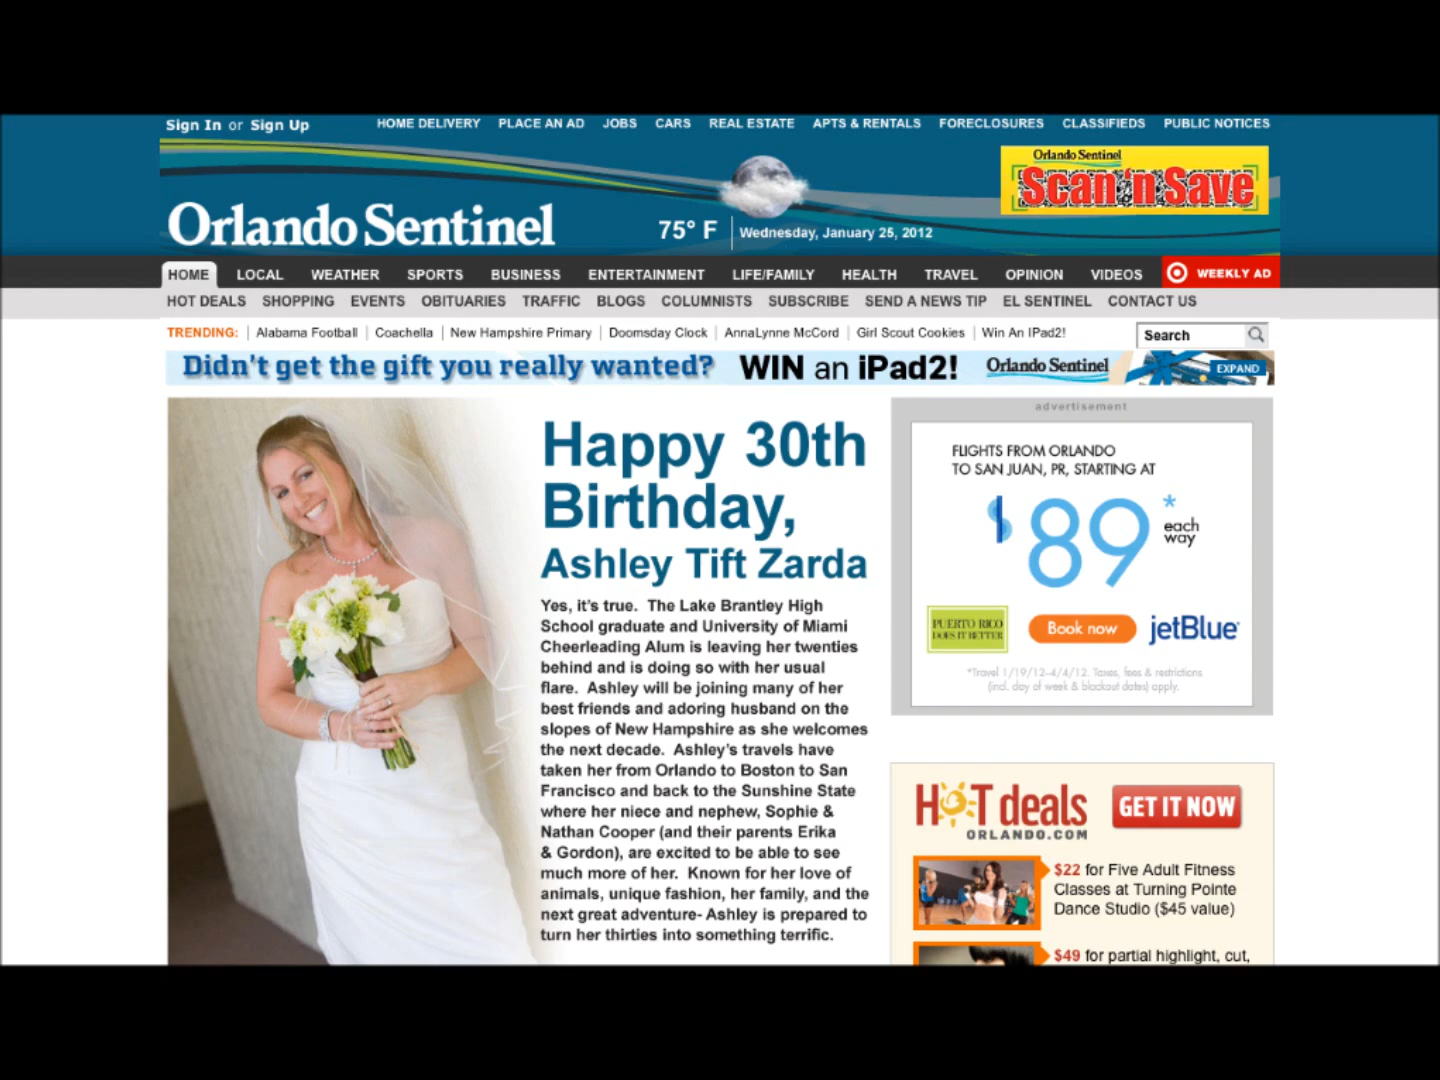 Sign In or Sign Up
HOME DELIVERY PLACE AN AD JOBS CARS REAL ESTATE APTS & RENTALS FORECLOSURES CLASSIFIEDS PUBLIC NOTICES
Orlando Sentinel
Scan 'n Save
Orlando Sentinel
75° F
Wednesday, January 25, 2012
HOME LOCAL WEATHER SPORTS BUSINESS ENTERTAINMENT LIFE/FAMILY HEALTH TRAVEL OPINION VIDEOS WEEKLY AD
HOT DEALS SHOPPING EVENTS OBITUARIES TRAFFIC BLOGS COLUMNISTS SUBSCRIBE SEND A NEWS TIP EL SENTINEL CONTACT US
TRENDING: Alabama Football Coachella New Hampshire Primary Doomsday Clock AnnaLynne McCord Girl Scout Cookies Win An IPad2! Search
Didn't get the gift you really wanted? WIN an iPad2! Orlando Sentinel EXPAND
Happy 30th
Birthday,
Ashley Tift Zarda
Yes, it's true. The Lake Brantley High
School graduate and University of Miami
Cheerleading Alum is leaving her twenties
behind and is doing so with her usual
flare. Ashley will be joining many of her
best friends and adoring husband on the
slopes of New Hampshire as she welcomes
the next decade. Ashley's travels have
taken her from Orlando to Boston to San
Francisco and back to the Sunshine State
where her niece and nephew, Sophie &
Nathan Cooper (and their parents Erika
& Gordon), are excited to be able to see
much more of her. Known for her love of
animals, unique fashion, her family, and the
next great adventure- Ashley is prepared to
turn her thirties into something terrific.
advertisement
FLIGHTS FROM ORLANDO
TO SAN JUAN, PR, STARTING AT
$89*
each
way
PUERTO RICO
DOES IT BETTER
Book now
jetBlue
*Travel 1/19/12–4/4/12. Taxes, fees & restrictions
(incl. day of week & blackout dates) apply.
HOT deals
ORLANDO.COM
GET IT NOW
$22 for Five Adult Fitness
Classes at Turning Pointe
Dance Studio ($45 value)
$49 for partial highlight, cut,